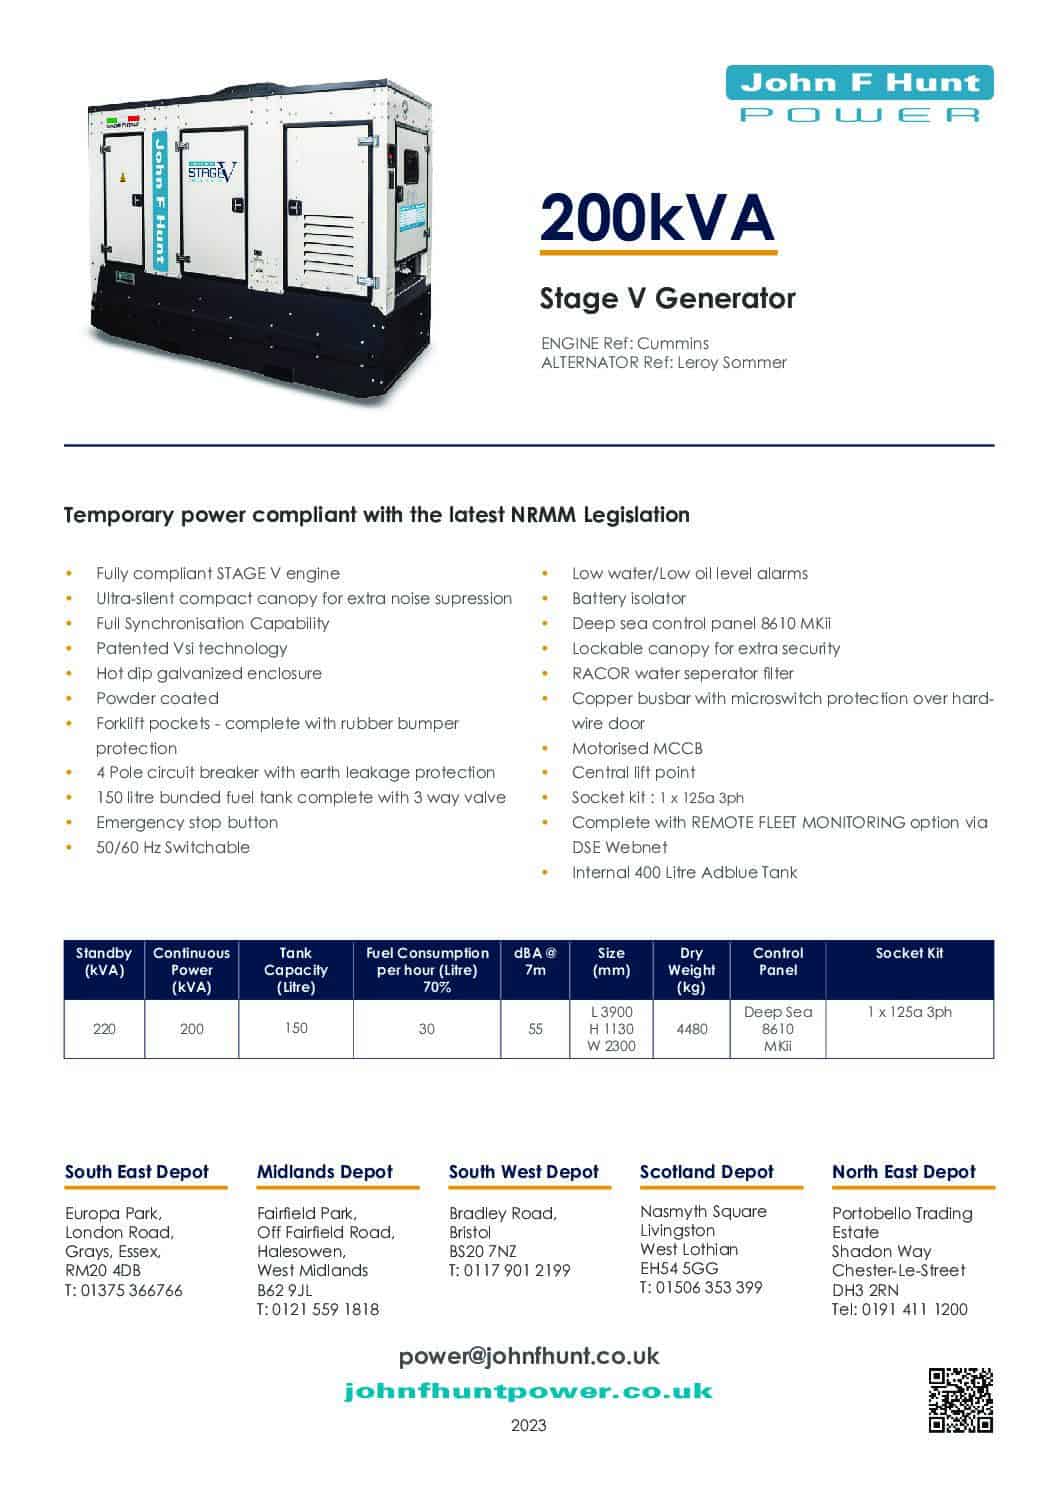 John F Hunt
POWER
John F Hunt
STAGE V
200kVA
Stage V Generator
ENGINE Ref: Cummins
ALTERNATOR Ref: Leroy Sommer
Temporary power compliant with the latest NRMM Legislation
• Fully compliant STAGE V engine
• Ultra-silent compact canopy for extra noise supression
• Full Synchronisation Capability
• Patented Vsi technology
• Hot dip galvanized enclosure
• Powder coated
• Forklift pockets - complete with rubber bumper
protection
• 4 Pole circuit breaker with earth leakage protection
• 150 litre bunded fuel tank complete with 3 way valve
• Emergency stop button
• 50/60 Hz Switchable
• Low water/Low oil level alarms
• Battery isolator
• Deep sea control panel 8610 MKii
• Lockable canopy for extra security
• RACOR water seperator filter
• Copper busbar with microswitch protection over hard-
wire door
• Motorised MCCB
• Central lift point
• Socket kit : 1 x 125a 3ph
• Complete with REMOTE FLEET MONITORING option via
DSE Webnet
• Internal 400 Litre Adblue Tank
Standby
(kVA)
Continuous
Power
(kVA)
Tank
Capacity
(Litre)
Fuel Consumption
per hour (Litre)
70%
dBA @
7m
Size
(mm)
Dry
Weight
(kg)
Control
Panel
Socket Kit
220
200
150
30
55
L 3900
H 1130
W 2300
4480
Deep Sea
8610
MKii
1 x 125a 3ph
South East Depot
Europa Park,
London Road,
Grays, Essex,
RM20 4DB
T: 01375 366766
Midlands Depot
Fairfield Park,
Off Fairfield Road,
Halesowen,
West Midlands
B62 9JL
T: 0121 559 1818
South West Depot
Bradley Road,
Bristol
BS20 7NZ
T: 0117 901 2199
Scotland Depot
Nasmyth Square
Livingston
West Lothian
EH54 5GG
T: 01506 353 399
North East Depot
Portobello Trading
Estate
Shadon Way
Chester-Le-Street
DH3 2RN
Tel: 0191 411 1200
power@johnfhunt.co.uk
johnfhuntpower.co.uk
2023